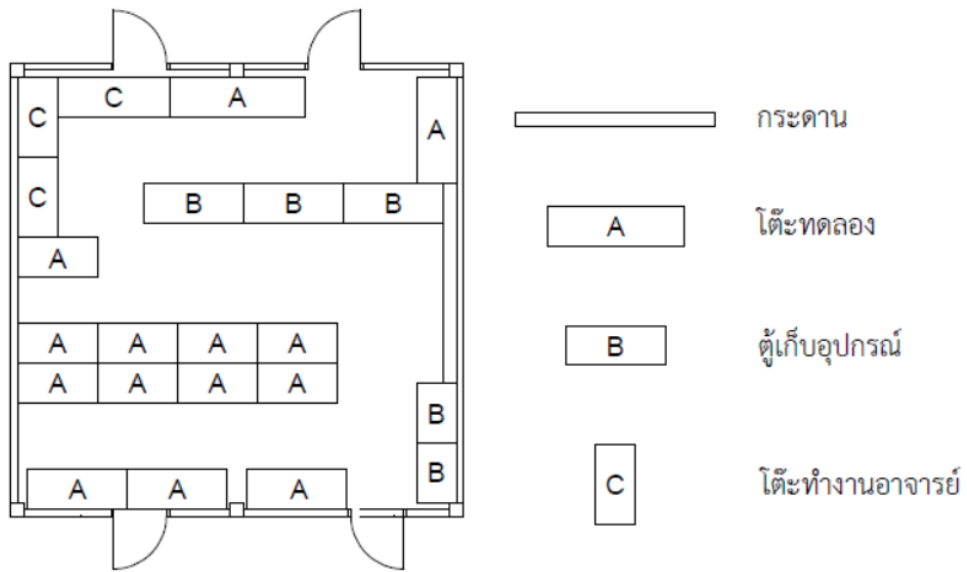 C A
C A
กระดาน
C B B B
A โต๊ะทดลอง
A
A A A A
B ตู้เก็บอุปกรณ์
A A A A
B
B
A A A
C โต๊ะทำงานอาจารย์